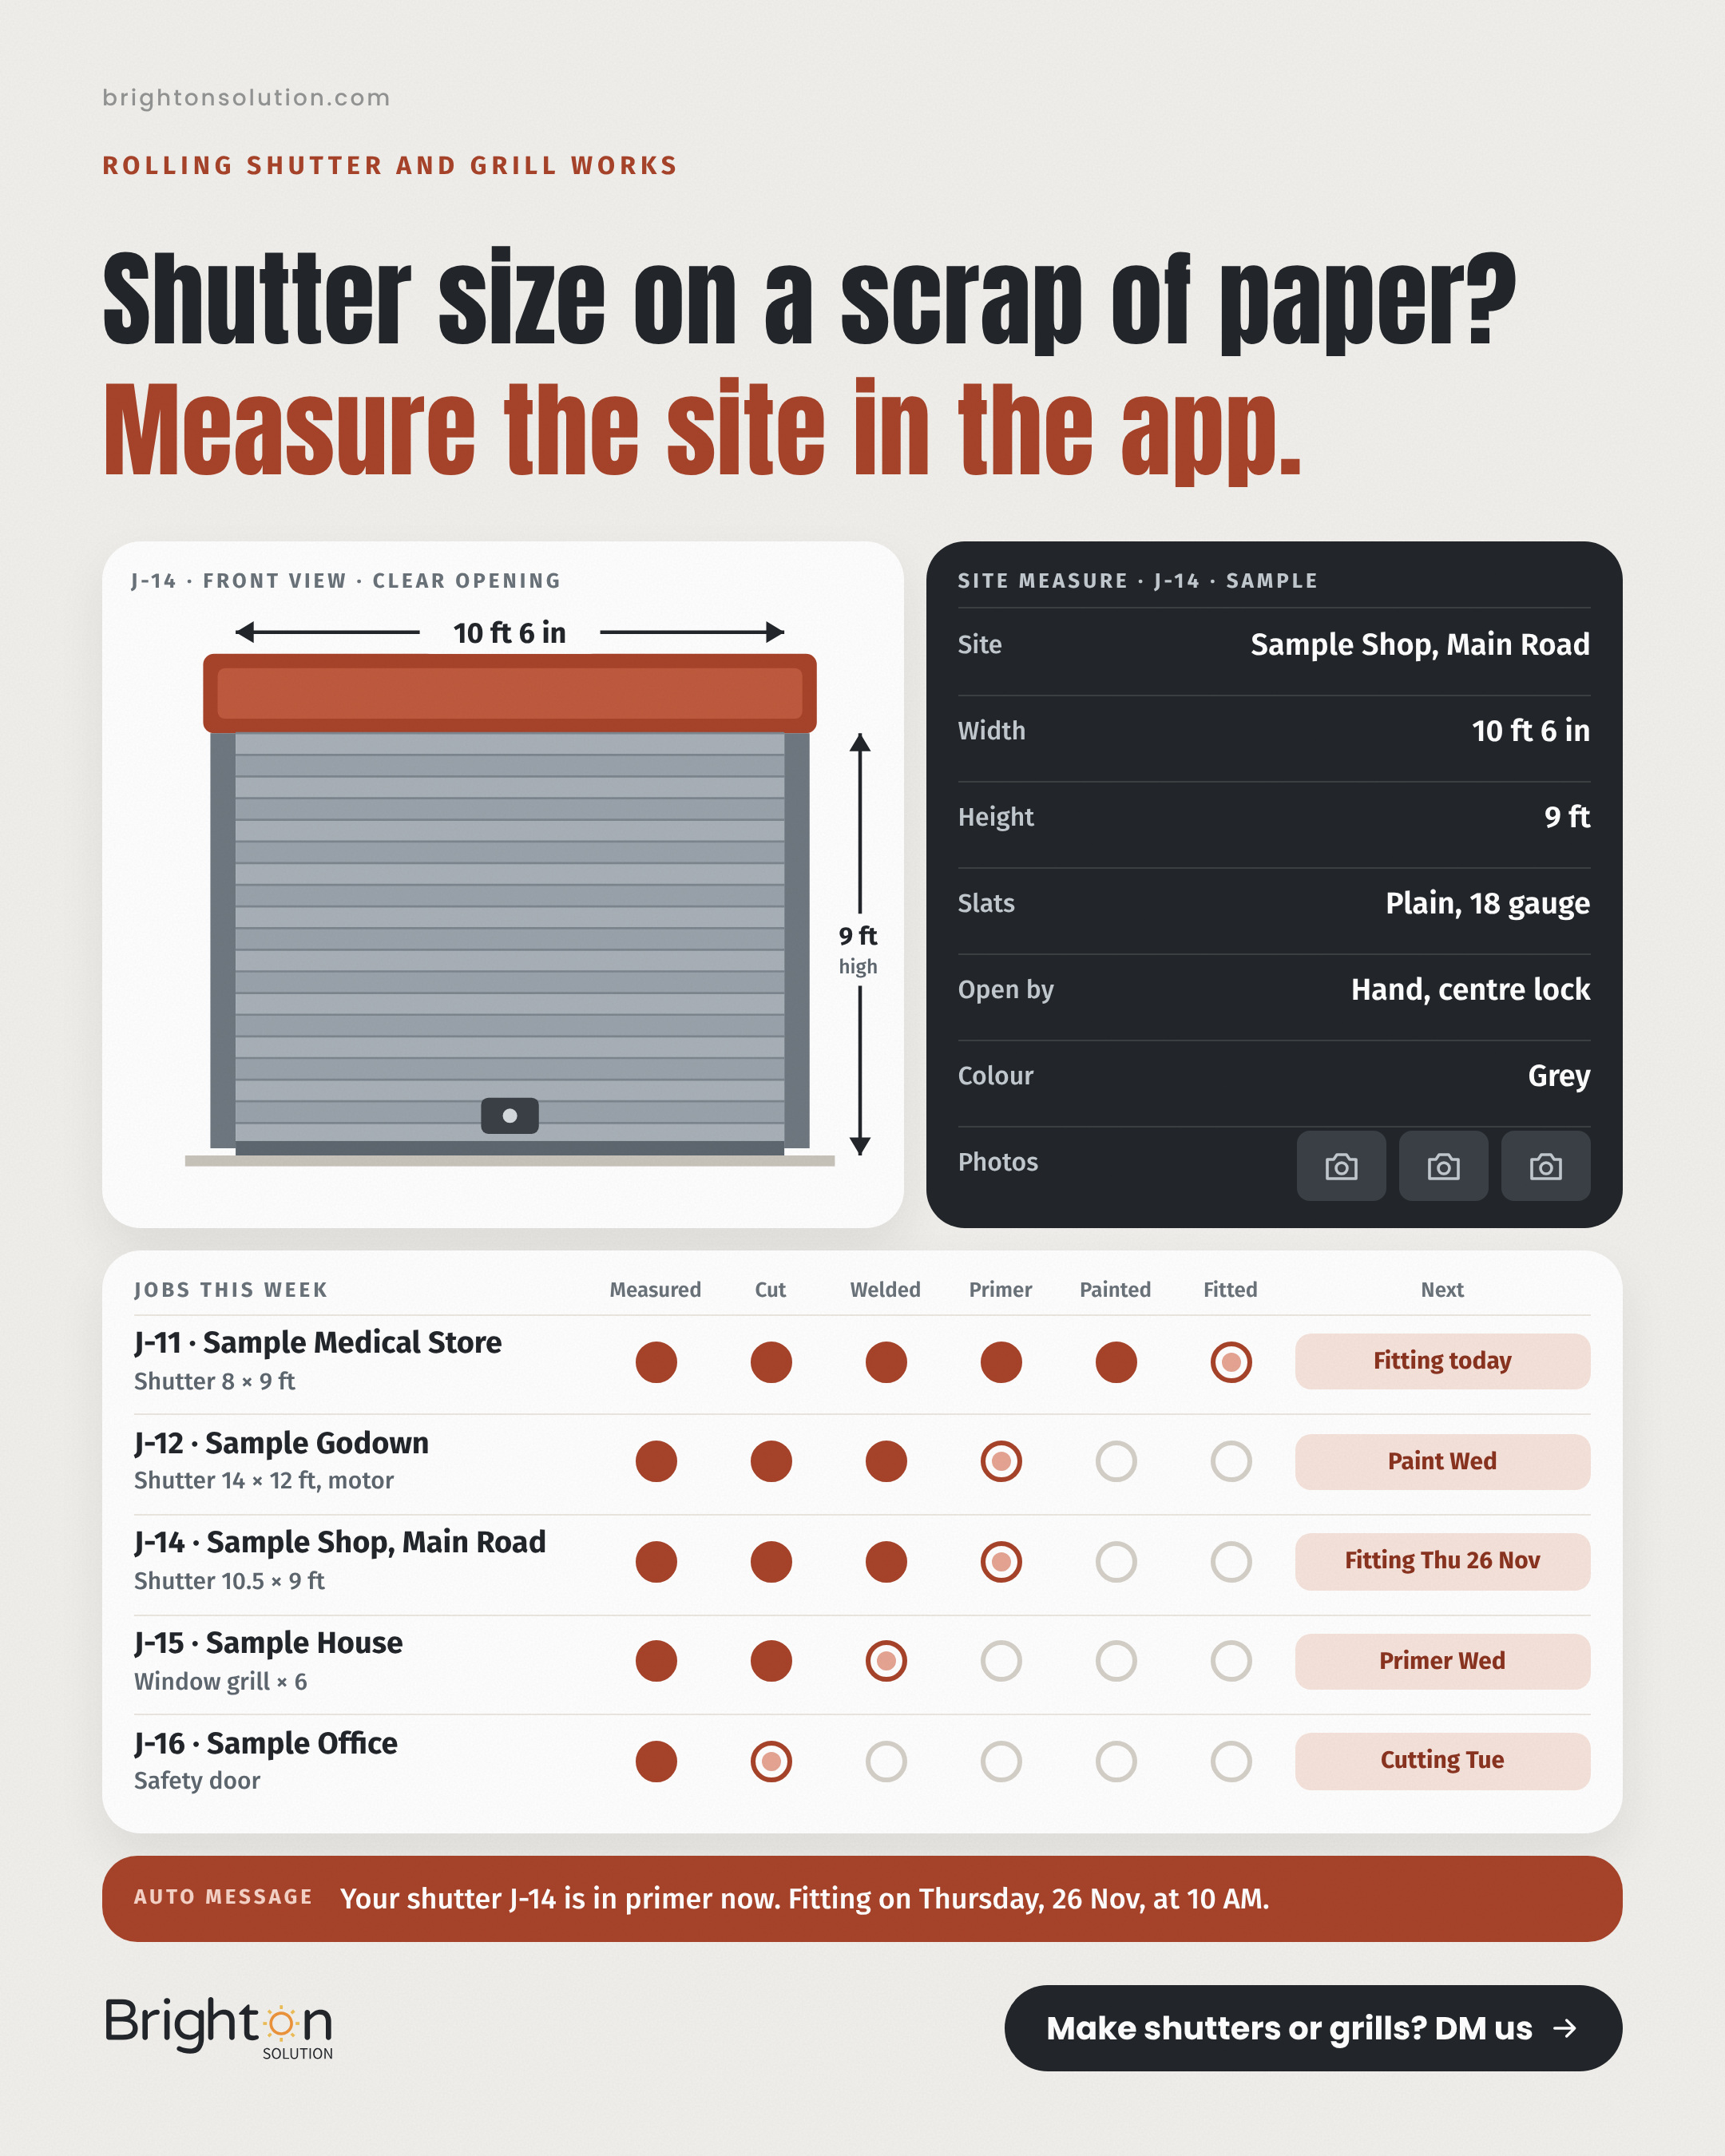 brightonsolution.com
ROLLING SHUTTER AND GRILL WORKS
Shutter size on a scrap of paper?
Measure the site in the app.
J-14 · FRONT VIEW · CLEAR OPENING
10 ft 6 in
9 ft
high
SITE MEASURE · J-14 · SAMPLE
Site Sample Shop, Main Road
Width 10 ft 6 in
Height 9 ft
Slats Plain, 18 gauge
Open by Hand, centre lock
Colour Grey
Photos
JOBS THIS WEEK Measured Cut Welded Primer Painted Fitted Next
J-11 · Sample Medical Store
Shutter 8 × 9 ft
Fitting today
J-12 · Sample Godown
Shutter 14 × 12 ft, motor
Paint Wed
J-14 · Sample Shop, Main Road
Shutter 10.5 × 9 ft
Fitting Thu 26 Nov
J-15 · Sample House
Window grill × 6
Primer Wed
J-16 · Sample Office
Safety door
Cutting Tue
AUTO MESSAGE Your shutter J-14 is in primer now. Fitting on Thursday, 26 Nov, at 10 AM.
Brighton
SOLUTION
Make shutters or grills? DM us →